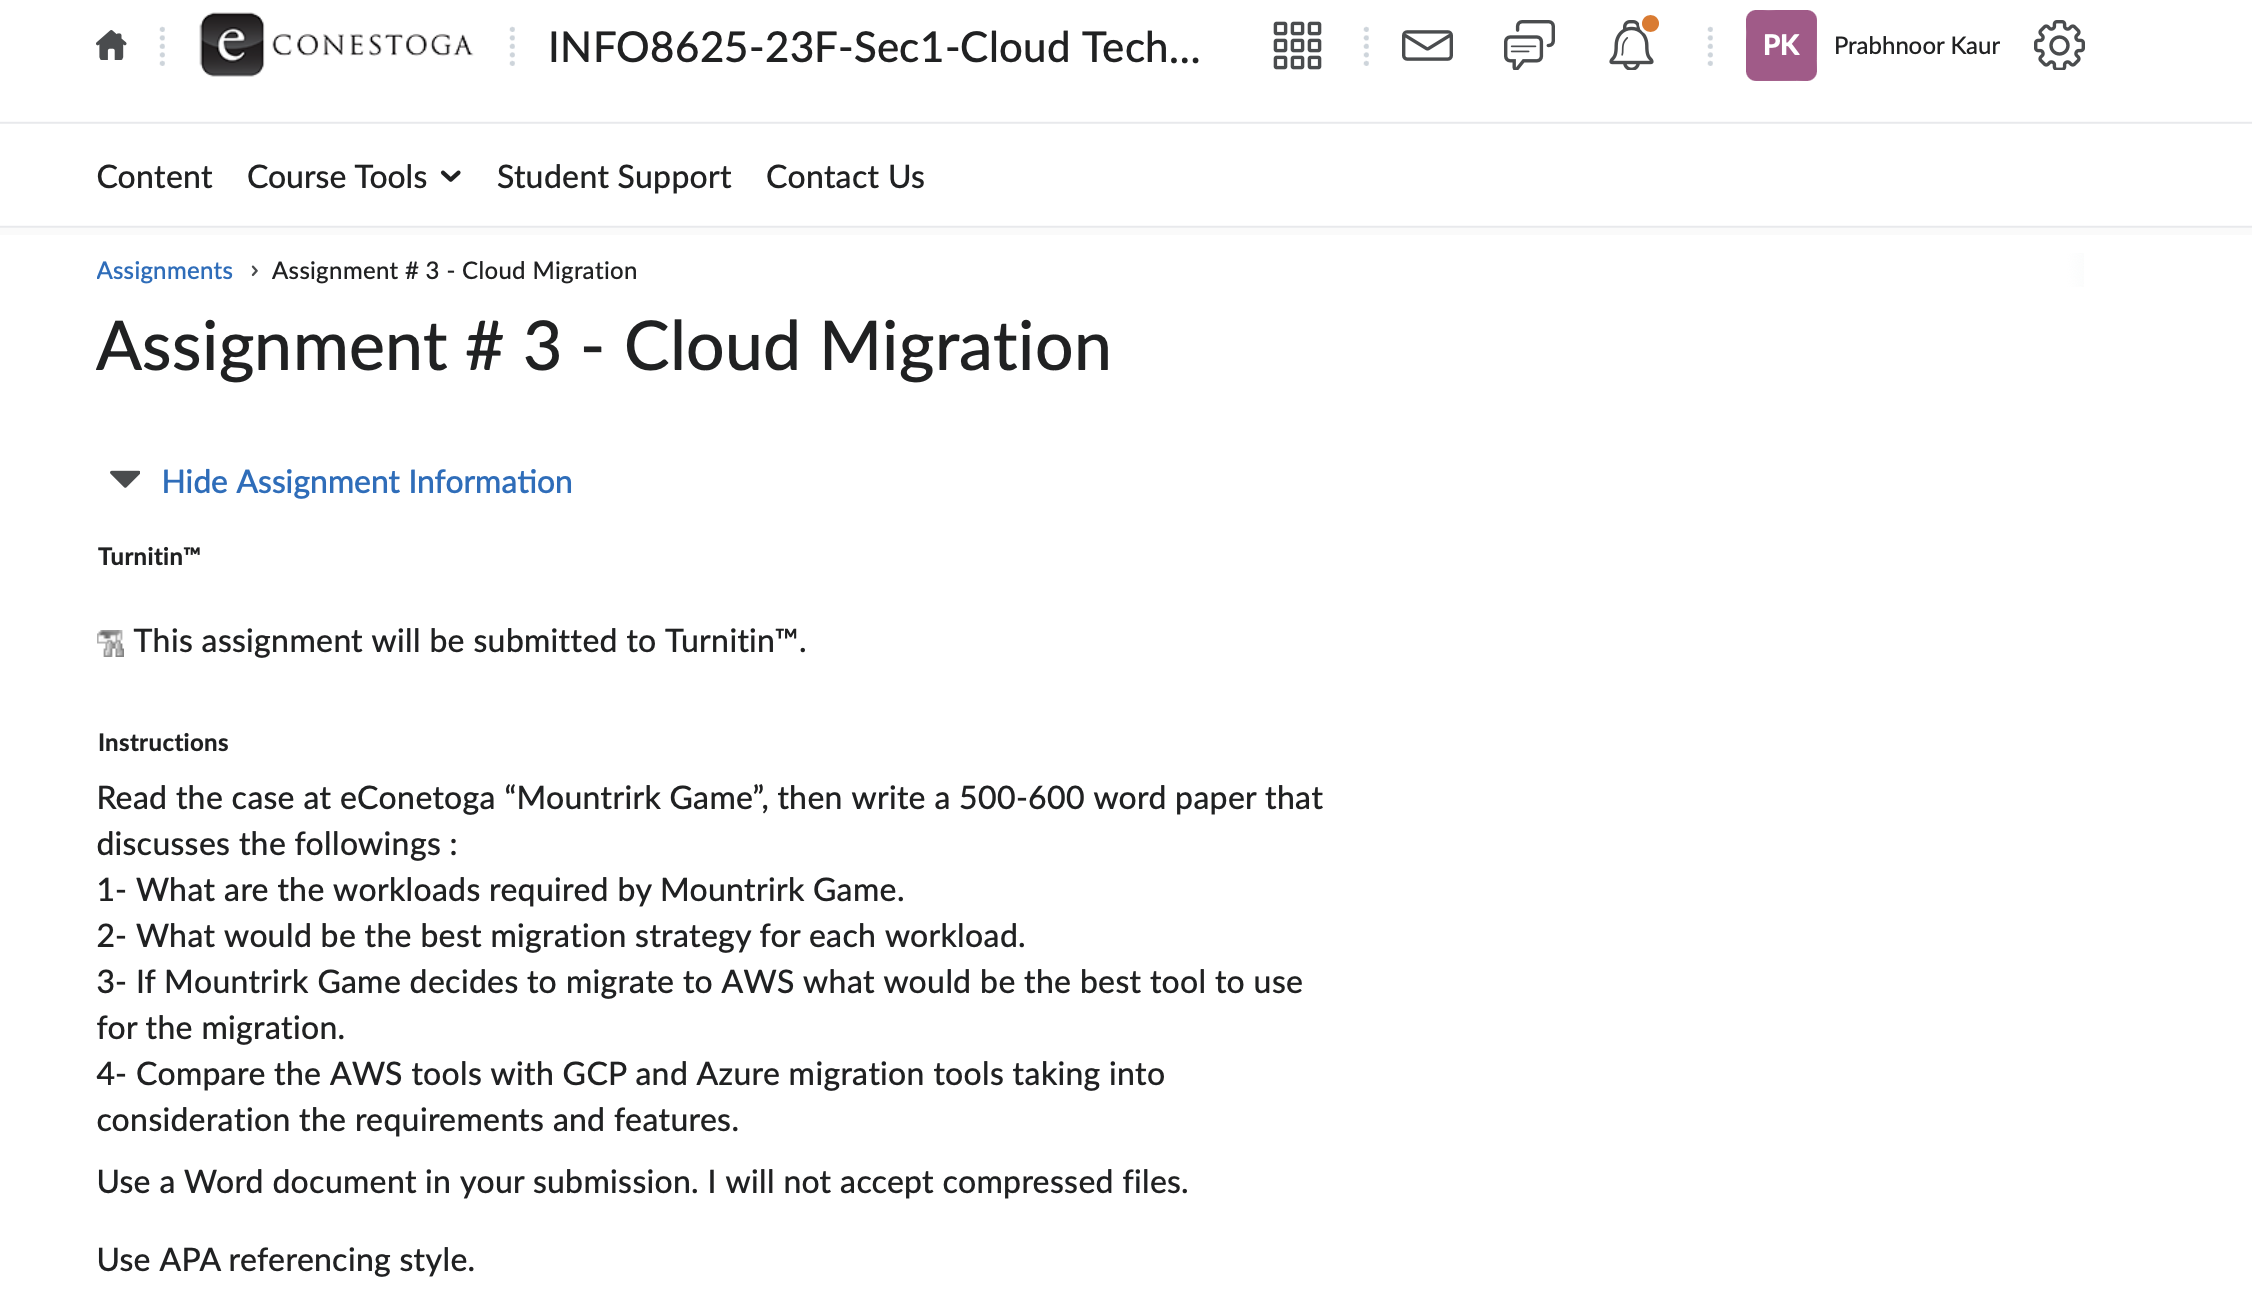 e CONESTOGA INFO8625-23F-Sec1-Cloud Tech... PK Prabhnoor Kaur
Content Course Tools Student Support Contact Us
Assignments › Assignment # 3 - Cloud Migration
Assignment # 3 - Cloud Migration
Hide Assignment Information
Turnitin™
This assignment will be submitted to Turnitin™.
Instructions
Read the case at eConetoga “Mountrirk Game”, then write a 500-600 word paper that
discusses the followings :
1- What are the workloads required by Mountrirk Game.
2- What would be the best migration strategy for each workload.
3- If Mountrirk Game decides to migrate to AWS what would be the best tool to use
for the migration.
4- Compare the AWS tools with GCP and Azure migration tools taking into
consideration the requirements and features.
Use a Word document in your submission. I will not accept compressed files.
Use APA referencing style.